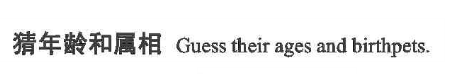 猜年龄和属相 Guess their ages and birthpets.